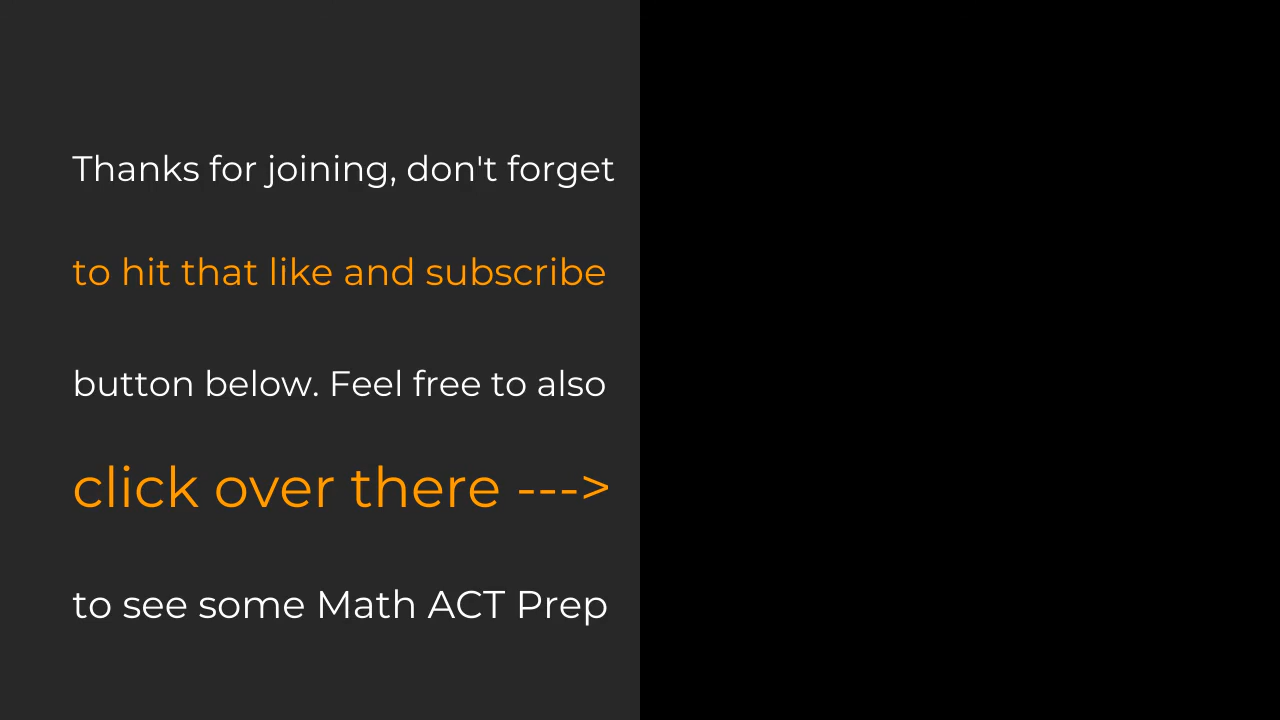 Thanks for joining, don't forget
to hit that like and subscribe
button below. Feel free to also
click over there --->
to see some Math ACT Prep